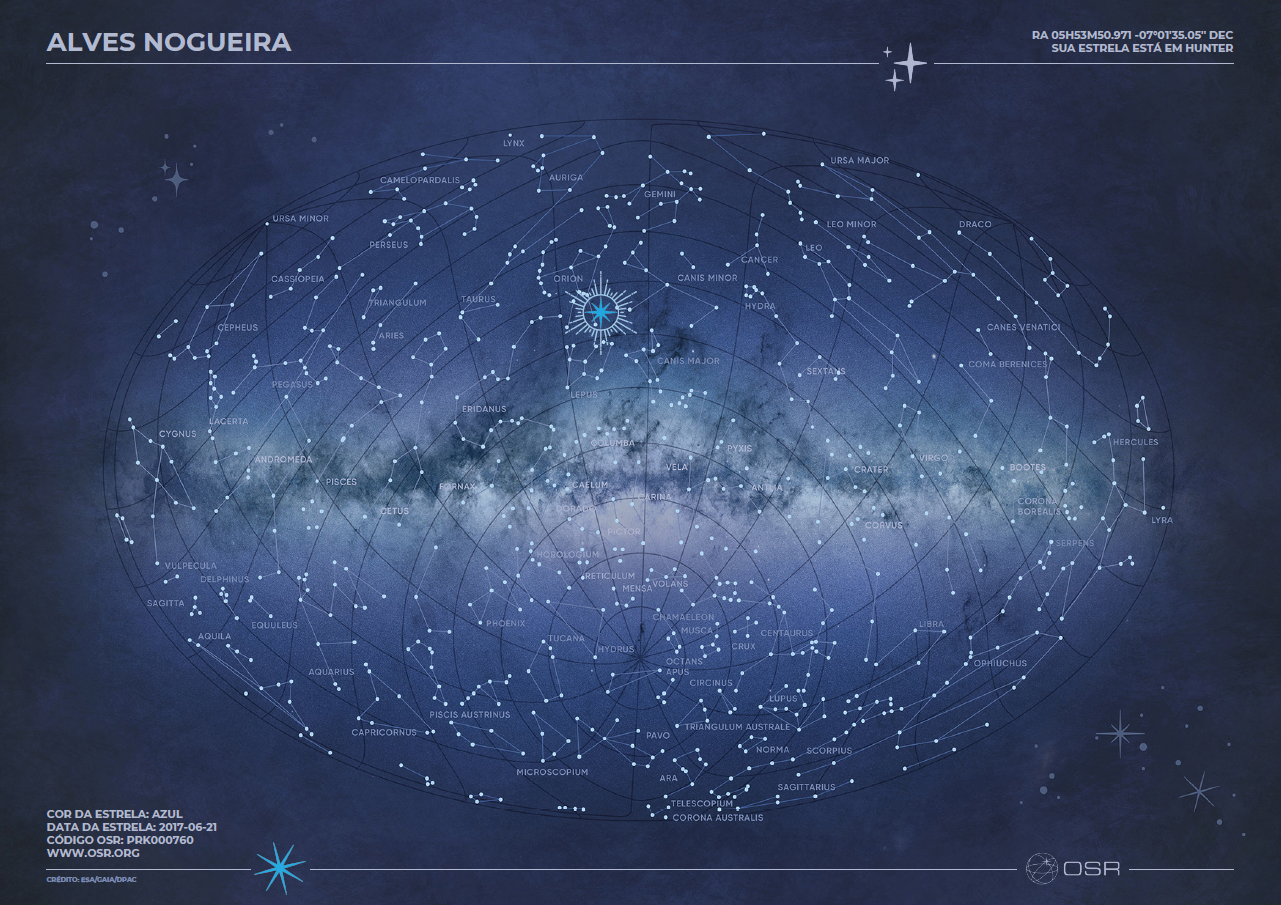 ALVES NOGUEIRA
RA 05H53M50.971 -07°01'35.05" DEC
SUA ESTRELA ESTÁ EM HUNTER
LYNX
URSA MAJOR
CAMELOPARDALIS
AURIGA
GEMINI
URSA MINOR
LEO MINOR
DRACO
PERSEUS
LEO
CANCER
CASSIOPEIA
ORION
CANIS MINOR
TRIANGULUM
TAURUS
HYDRA
CEPHEUS
ARIES
CANES VENATICI
CANIS MAJOR
COMA BERENICES
SEXTANS
PEGASUS
LEPUS
ERIDANUS
LACERTA
CYGNUS
COLUMBA
PYXIS
HERCULES
ANDROMEDA
VELA
CRATER
VIRGO
BOOTES
PISCES
FORNAX
CAELUM
ANTLIA
ARINA
CORONA
BOREALIS
CETUS
DORADO
CORVUS
LYRA
PICTOR
SERPENS
HOROLOGIUM
VULPECULA
DELPHINUS
RETICULUM
MENSA
VOLANS
SAGITTA
CHAMAELEON
EQUULEUS
PHOENIX
MUSCA
CENTAURUS
LIBRA
AQUILA
TUCANA
HYDRUS
CRUX
OCTANS
APUS
OPHIUCHUS
AQUARIUS
CIRCINUS
LUPUS
PISCIS AUSTRINUS
TRIANGULUM AUSTRALE
CAPRICORNUS
PAVO
NORMA
SCORPIUS
MICROSCOPIUM
ARA
SAGITTARIUS
TELESCOPIUM
CORONA AUSTRALIS
COR DA ESTRELA: AZUL
DATA DA ESTRELA: 2017-06-21
CÓDIGO OSR: PRK000760
WWW.OSR.ORG
CRÉDITO: ESA/GAIA/DPAC
OSR